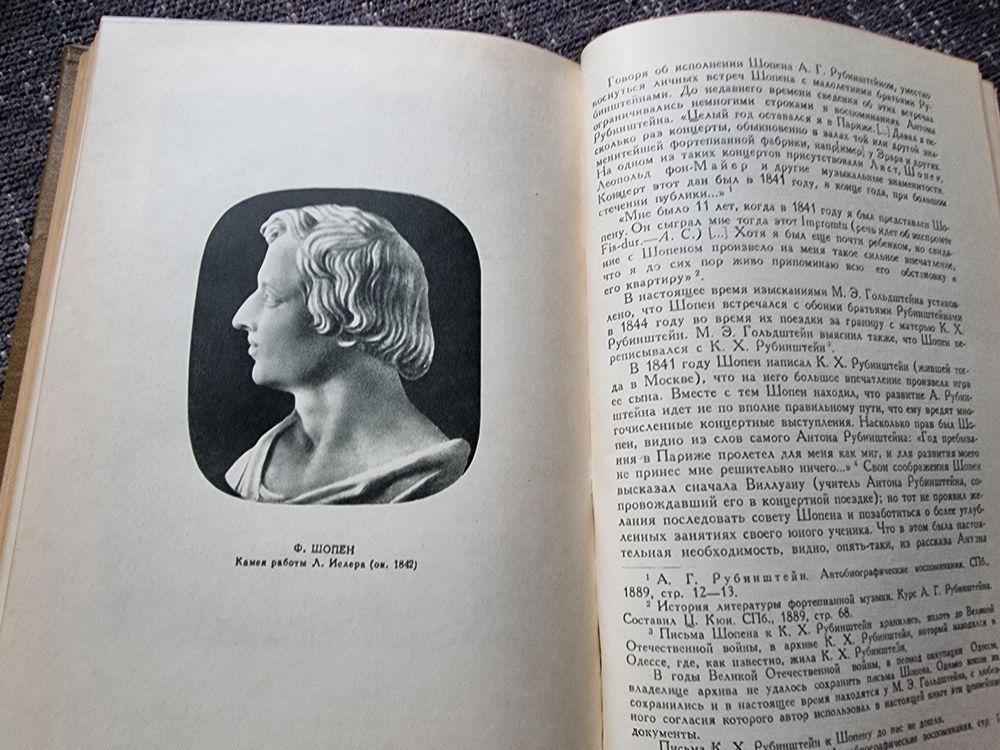 Ф. ШОПЕН
Камея работы Л. Ислера (ок. 1842)
Говоря об исполнении Шопена А. Г. Рубинштейном, уместно
коснуться личных встреч Шопена с малолетними братьями Ру-
бинштейнами. До недавнего времени сведения об этих встречах
ограничивались немногими строками в воспоминаниях Антона
Рубинштейна. «Целый год оставался я в Париже. [...] Давал я не-
сколько раз концерты, обыкновенно в залах той или другой зна-
менитейшей фортепианной фабрики, нап[ример] у Эрара и других.
На одном из таких концертов присутствовали Лист, Шопен,
Леопольд фон-Майер и другие музыкальные знаменитости.
Концерт этот дан был в 1841 году, в конце года, при большом
стечении публики...» 1
«Мне было 11 лет, когда в 1841 году я был представлен Шо-
пену. Он сыграл мне тогда этот Impromtu (речь идет об экспромте
Fis-dur.—Л. С.) [...] Хотя я был еще почти ребенком, но свида-
ние с Шопеном произвело на меня такое сильное впечатление,
что я до сих пор живо припоминаю всю его обстановку и
его квартиру» 2.
В настоящее время изысканиями М. Э. Гольдштейна установ-
лено, что Шопен встречался с обоими братьями Рубинштейнами
в 1844 году во время их поездки за границу с матерью К. Х.
Рубинштейн. М. Э. Гольдштейн выяснил также, что Шопен пе-
реписывался с К. Х. Рубинштейн 3.
В 1841 году Шопен написал К. Х. Рубинштейн (жившей тог-
да в Москве), что на него большое впечатление произвела игра
ее сына. Вместе с тем Шопен находил, что развитие А. Рубин-
штейна идет не по вполне правильному пути, что ему вредят мно-
гочисленные концертные выступления. Насколько прав был Шо-
пен, видно из слов самого Антона Рубинштейна: «Год пребыва-
ния в Париже пролетел для меня как миг, и для развития моего
не принес мне решительно ничего...» 4 Свои соображения Шопен
высказал сначала Виллуану (учитель Антона Рубинштейна, со-
провождавший его в концертной поездке); но тот не проявил же-
лания последовать совету Шопена и позаботиться о более углуб-
ленных занятиях своего юного ученика. Что в этом была настоя-
тельная необходимость, видно, опять-таки, из рассказа Антона
1 А. Г. Рубинштейн. Автобиографические воспоминания. СПб.,
1889, стр. 12—13.
2 История литературы фортепианной музыки. Курс А. Г. Рубинштейна.
Составил Ц. Кюи. СПб., 1889, стр. 68.
3 Письма Шопена к К. Х. Рубинштейн хранились, вплоть до Великой
Отечественной войны, в архиве К. Х. Рубинштейн, который находился в
Одессе, где, как известно, жила К. Х. Рубинштейн.
В годы Великой Отечественной войны, в период оккупации Одессы,
владелице архива не удалось сохранить письма Шопена. Однако копии их
сохранились и в настоящее время находятся у М. Э. Гольдштейна, с любез-
ного согласия которого автор использовал в настоящей книге эти ценнейшие
документы.
Письма К. Х. Рубинштейн к Шопену до нас не дошли.
воспоминания, стр.